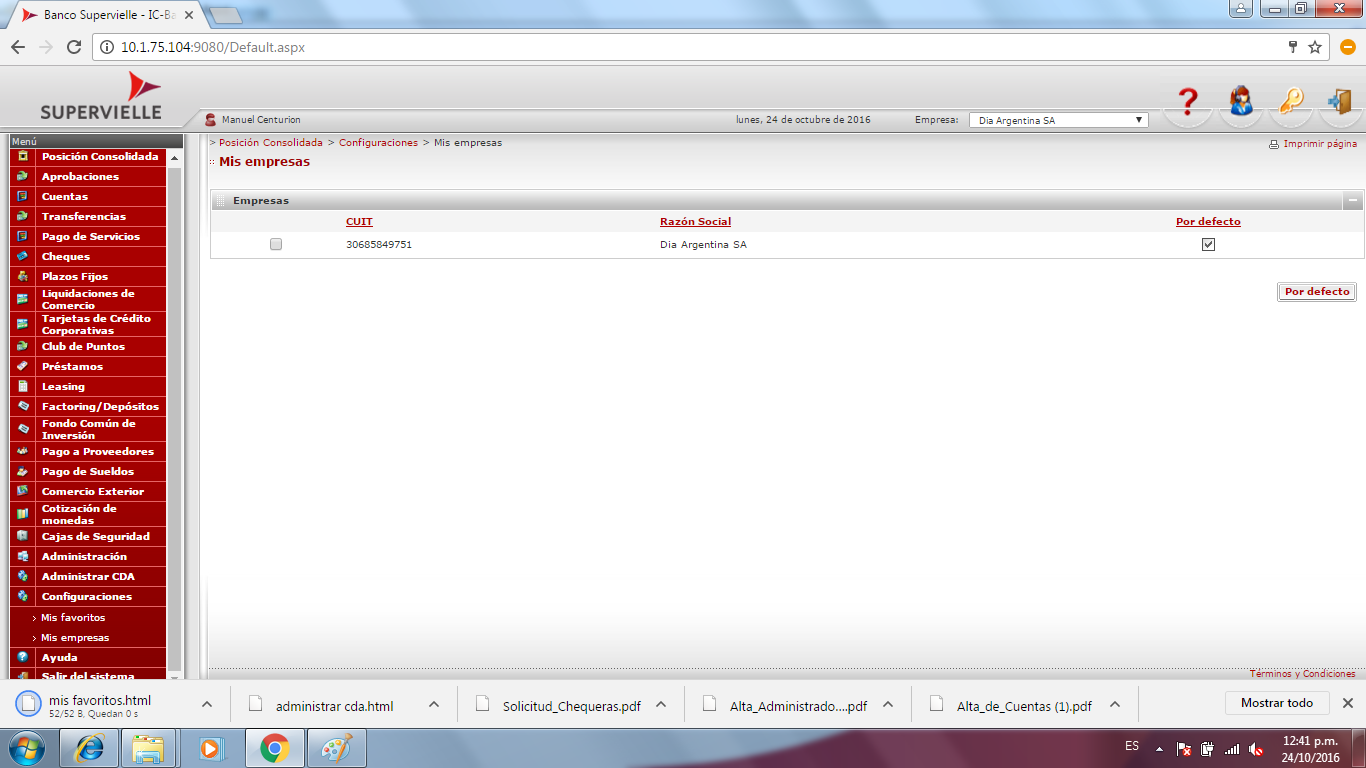 Banco Supervielle - IC-Ba
10.1.75.104:9080/Default.aspx
SUPERVIELLE
Manuel Centurion
lunes, 24 de octubre de 2016
Empresa:
Dia Argentina SA
Menú
Posición Consolidada
Aprobaciones
Cuentas
Transferencias
Pago de Servicios
Cheques
Plazos Fijos
Liquidaciones de
Comercio
Tarjetas de Crédito
Corporativas
Club de Puntos
Préstamos
Leasing
Factoring/Depósitos
Fondo Común de
Inversión
Pago a Proveedores
Pago de Sueldos
Comercio Exterior
Cotización de
monedas
Cajas de Seguridad
Administración
Administrar CDA
Configuraciones
› Mis favoritos
› Mis empresas
Ayuda
Salir del sistema
> Posición Consolidada > Configuraciones > Mis empresas
Imprimir página
Mis empresas
Empresas
CUIT Razón Social Por defecto
30685849751 Dia Argentina SA
Por defecto
Términos y Condiciones
mis favoritos.html
52/52 B, Quedan 0 s
administrar cda.html
Solicitud_Chequeras.pdf
Alta_Administrado....pdf
Alta_de_Cuentas (1).pdf
Mostrar todo
ES
12:41 p.m.
24/10/2016